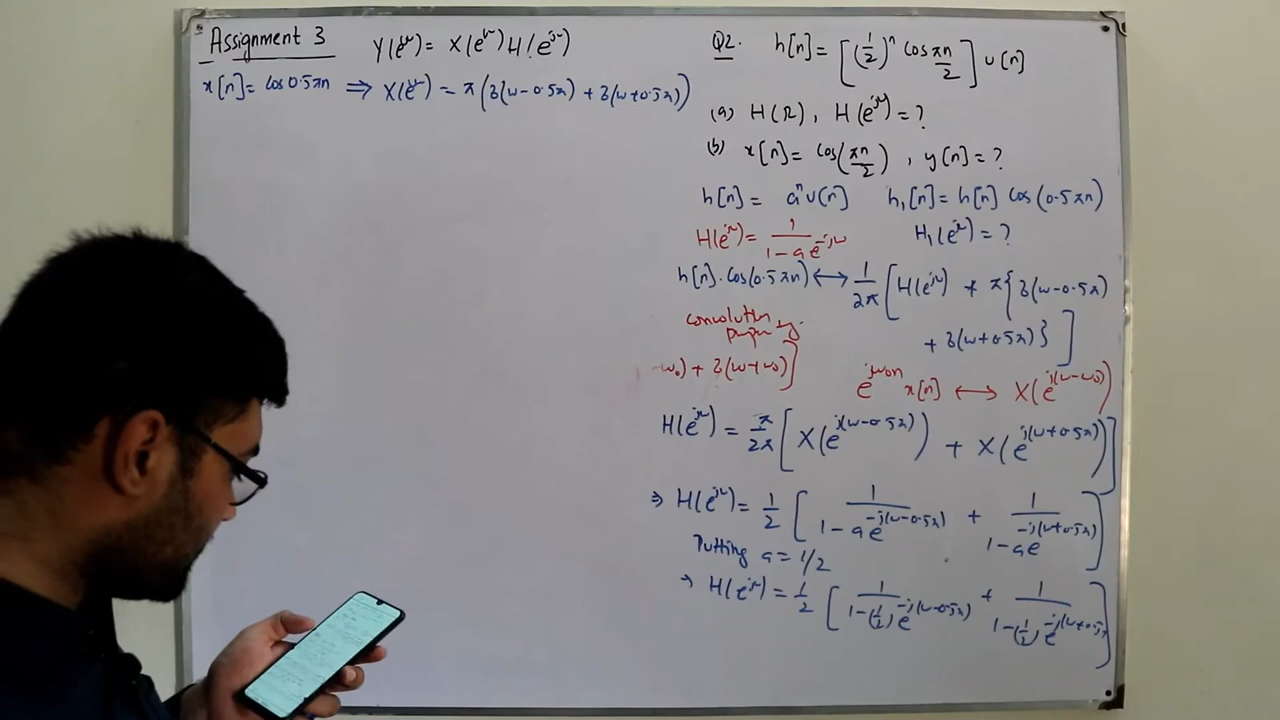 Assignment 3
Y(e^jω) = X(e^jω) H(e^jω)
x[n] = cos 0.5πn ⇒ X(e^jω) = π(δ(ω-0.5π) + δ(ω+0.5π))
Q2. h[n] = [(1/2)^n cos πn/2] u[n]
(a) H(Ω), H(e^jω) = ?
(b) x[n] = cos(πn/2), y[n] = ?
h[n] = a^n u[n] h₁[n] = h[n] cos(0.5πn)
H(e^jω) = 1/(1-ae^-jω) H₁(e^jω) = ?
h[n].cos(0.5πn) ↔ 1/2π [H(e^jω) * π{δ(ω-0.5π)
+ δ(ω+0.5π)}]
convolution
ω₀) + δ(ω+ω₀)]
e^jω₀n x[n] ↔ X(e^j(ω-ω₀))
H(e^jω) = π/2π [X(e^j(ω-0.5π)) + X(e^j(ω+0.5π))]
⇒ H(e^jω) = 1/2 [1/(1-ae^-j(ω-0.5π)) + 1/(1-ae^-j(ω+0.5π))]
Putting a = 1/2
⇒ H(e^jω) = 1/2 [1/(1-(1/2)e^-j(ω-0.5π)) + 1/(1-(1/2)e^-j(ω+0.5π))]